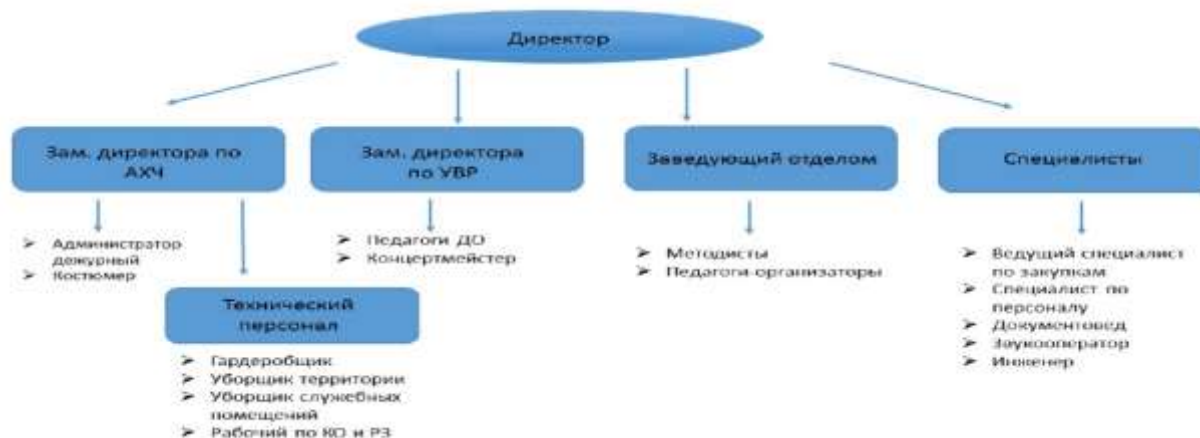 Директор
Зам. директора по
АХЧ
Зам. директора
по УВР
Заведующий отделом
Специалисты
Администратор
дежурный
Костюмер
Педагоги ДО
Концертмейстер
Методисты
Педагоги-организаторы
Ведущий специалист
по закупкам
Специалист по
персоналу
Документовед
Звукооператор
Инженер
Технический
персонал
Гардеробщик
Уборщик территории
Уборщик служебных
помещений
Рабочий по КО и РЗ